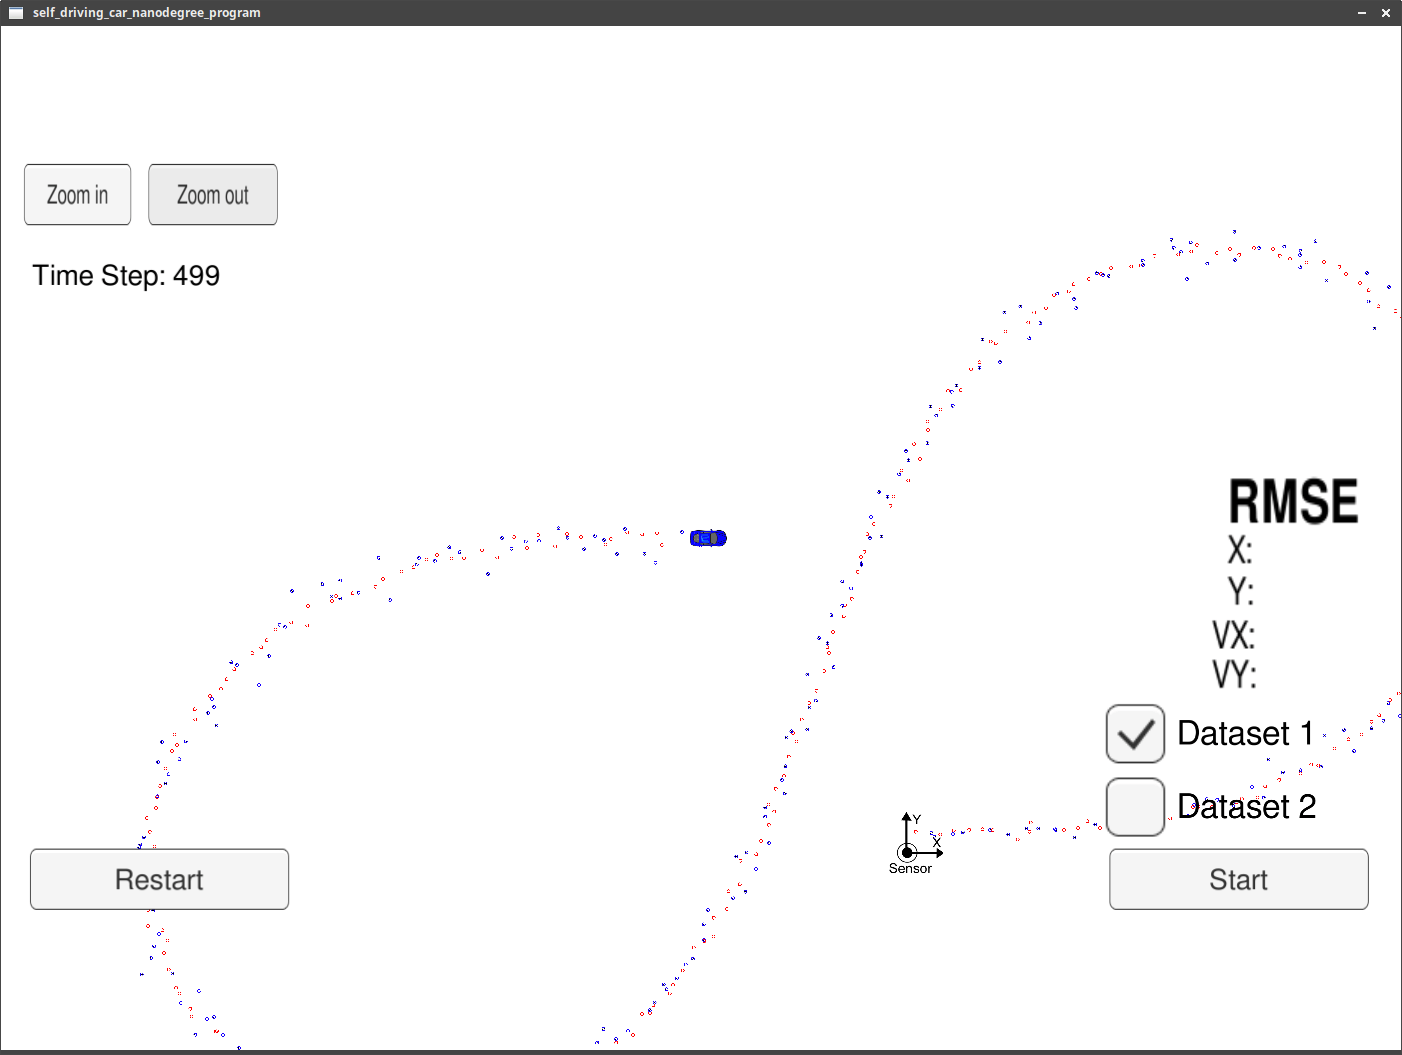 self_driving_car_nanodegree_program
Zoom in
Zoom out
Time Step: 499
RMSE
X:
Y:
VX:
VY:
Dataset 1
Dataset 2
Y
X
Sensor
Restart
Start